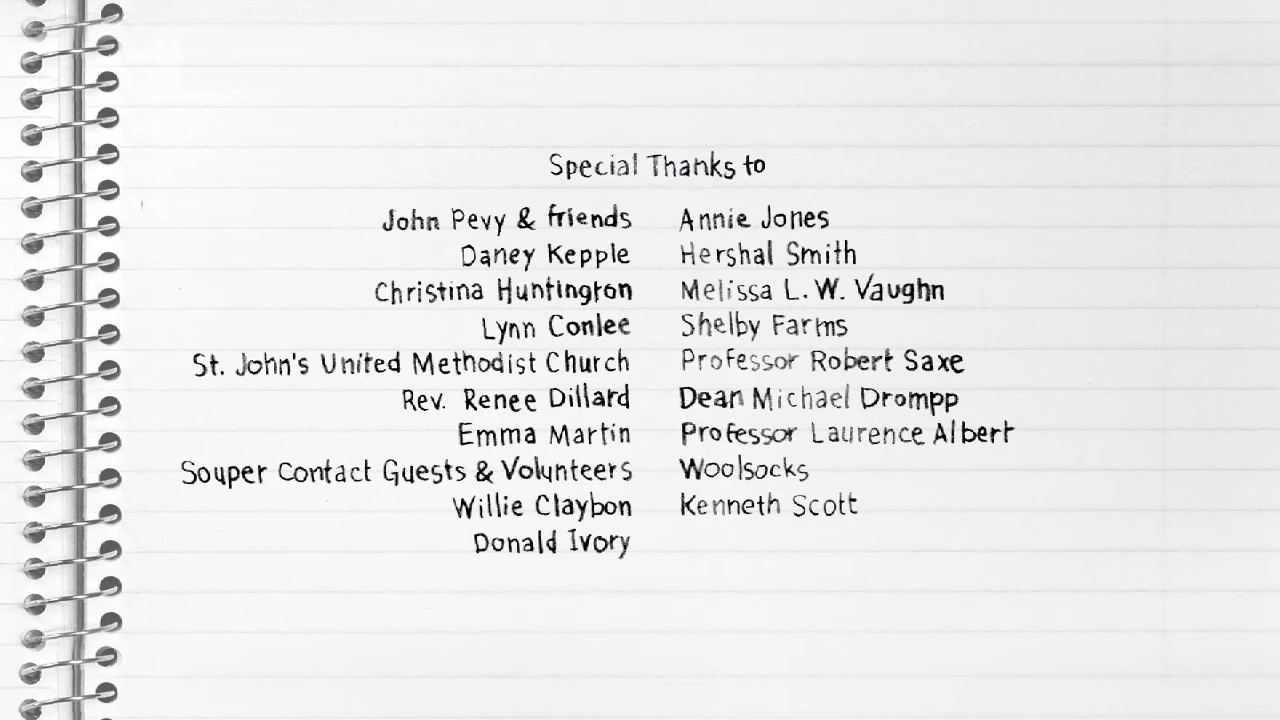 Special Thanks to
John Pevy & friends
Daney Kepple
Christina Huntington
Lynn Conlee
St. John's United Methodist Church
Rev. Renee Dillard
Emma Martin
Souper Contact Guests & Volunteers
Willie Claybon
Donald Ivory
Annie Jones
Hershal Smith
Melissa L. W. Vaughn
Shelby Farms
Professor Robert Saxe
Dean Michael Drompp
Professor Laurence Albert
Woolsocks
Kenneth Scott